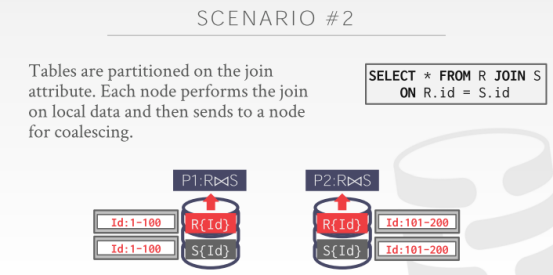 SCENARIO #2
Tables are partitioned on the join
attribute. Each node performs the join
on local data and then sends to a node
for coalescing.
SELECT * FROM R JOIN S
ON R.id = S.id
P1:R⨝S
P2:R⨝S
Id:1-100
R{Id}
R{Id}
Id:101-200
Id:1-100
S{Id}
S{Id}
Id:101-200